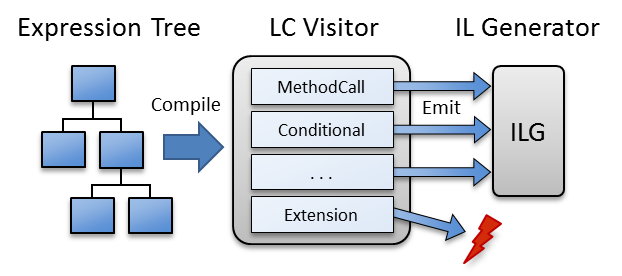 Expression Tree
LC Visitor
IL Generator
Compile
MethodCall
Conditional
. . .
Extension
Emit
ILG